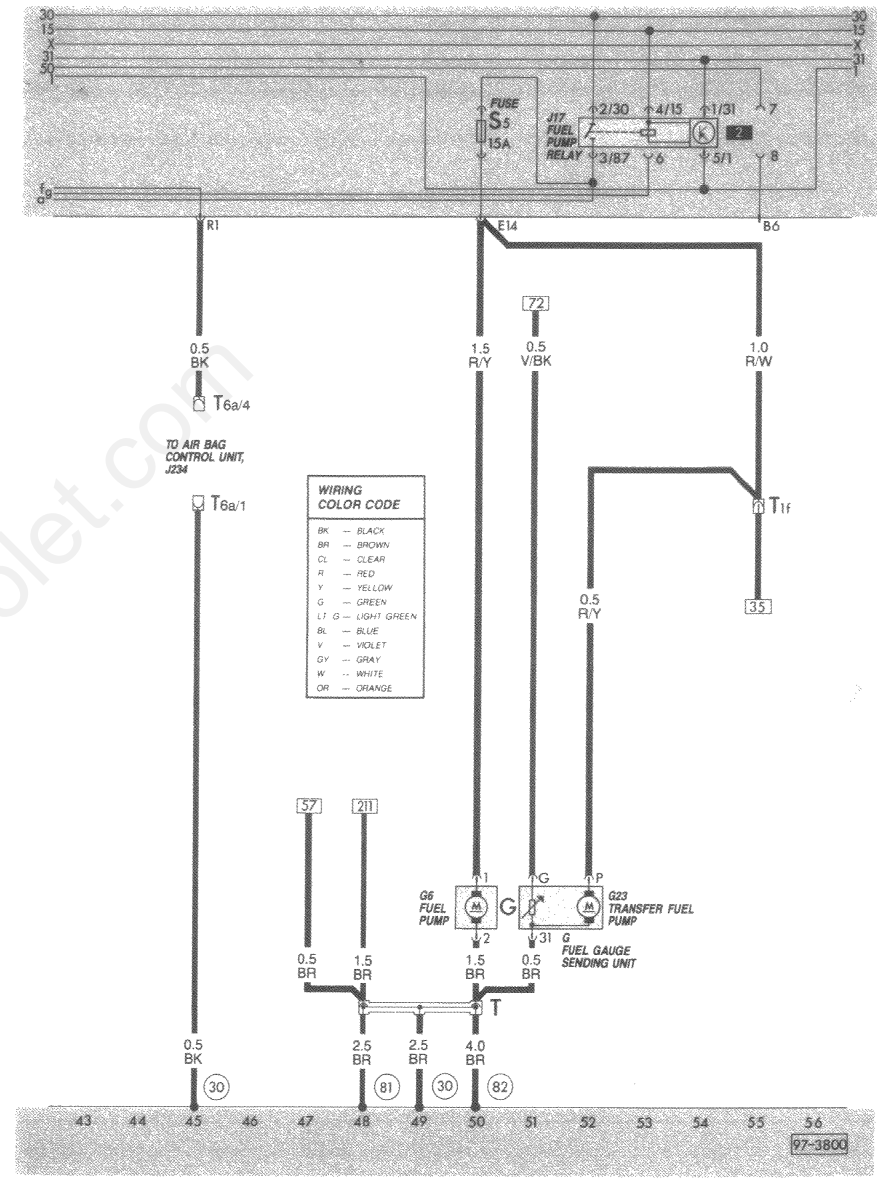 30 30
15 15
X X
31 31
50
1 1
FUSE
S5
15A
J17
FUEL
PUMP
RELAY
2/30 4/15 1/31 7
2
3/87 6 5/1 8
f
g
a
R1 E14 B6
72
0.5
BK
1.5
R/Y
0.5
V/BK
1.0
R/W
T6a/4
TO AIR BAG
CONTROL UNIT,
J234
T6a/1
T1f
WIRING
COLOR CODE
BK — BLACK
BR — BROWN
CL — CLEAR
R — RED
Y — YELLOW
G — GREEN
LT G — LIGHT GREEN
BL — BLUE
V — VIOLET
GY — GRAY
W -- WHITE
OR — ORANGE
0.5
R/Y
35
57 211
1 G P
G6
FUEL
PUMP
M
G
M
G23
TRANSFER FUEL
PUMP
2 31
G
FUEL GAUGE
SENDING UNIT
0.5
BR
1.5
BR
1.5
BR
0.5
BR
T
0.5
BK
2.5
BR
2.5
BR
4.0
BR
30 81 30 82
43 44 45 46 47 48 49 50 51 52 53 54 55 56
97-3800
olet.com